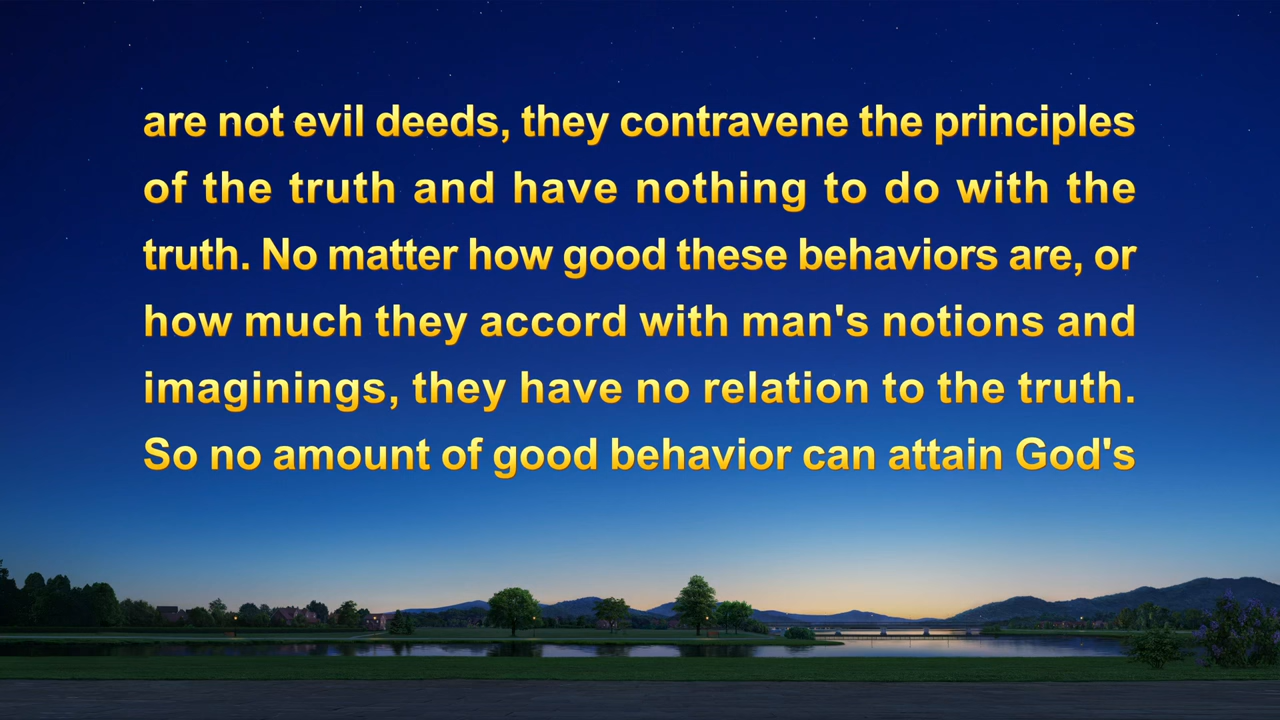 are not evil deeds, they contravene the principles
of the truth and have nothing to do with the
truth. No matter how good these behaviors are, or
how much they accord with man's notions and
imaginings, they have no relation to the truth.
So no amount of good behavior can attain God's